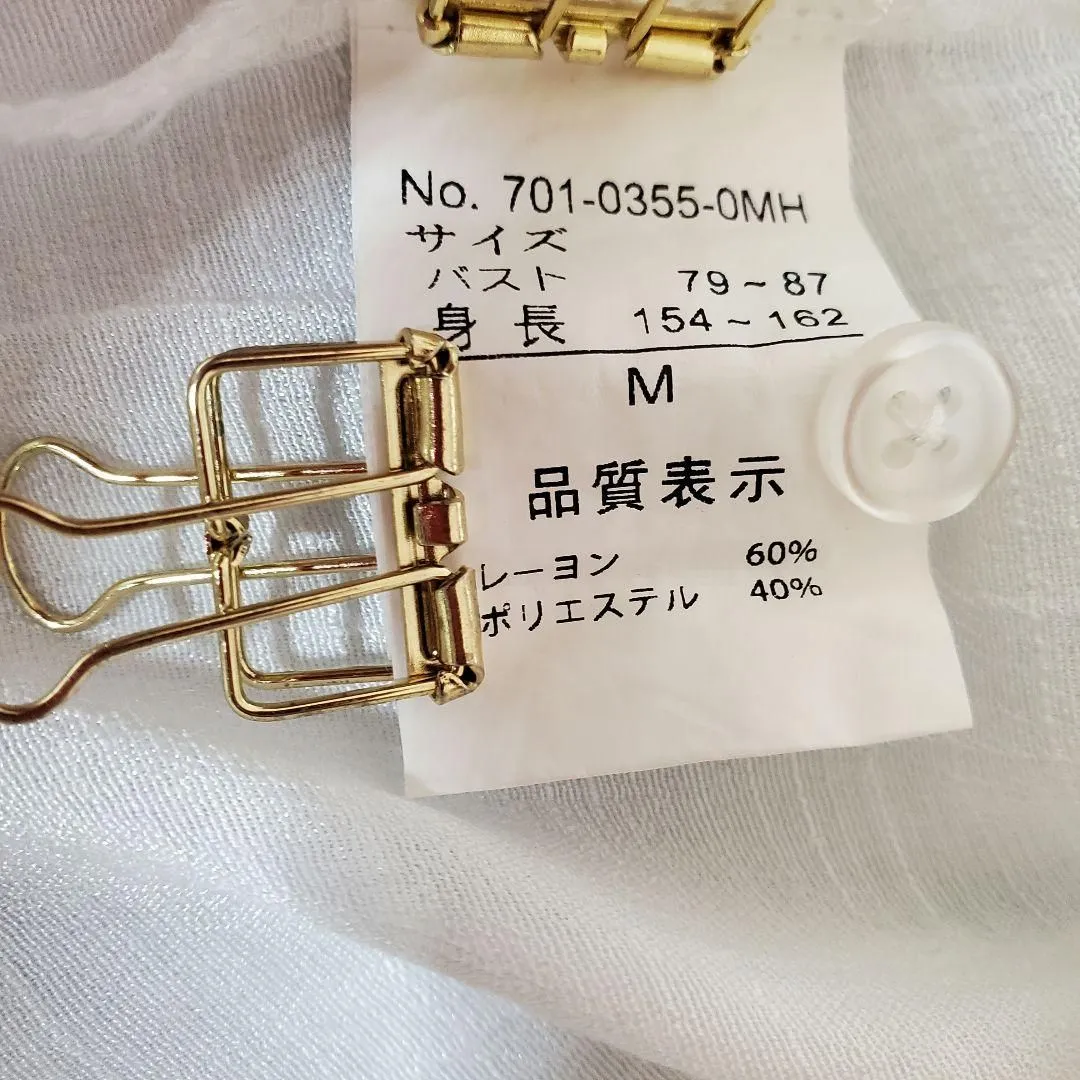 No. 701-0355-0MH
サイズ
バスト 79~87
身長 154~162
M
品質表示
レーヨン 60%
ポリエステル 40%